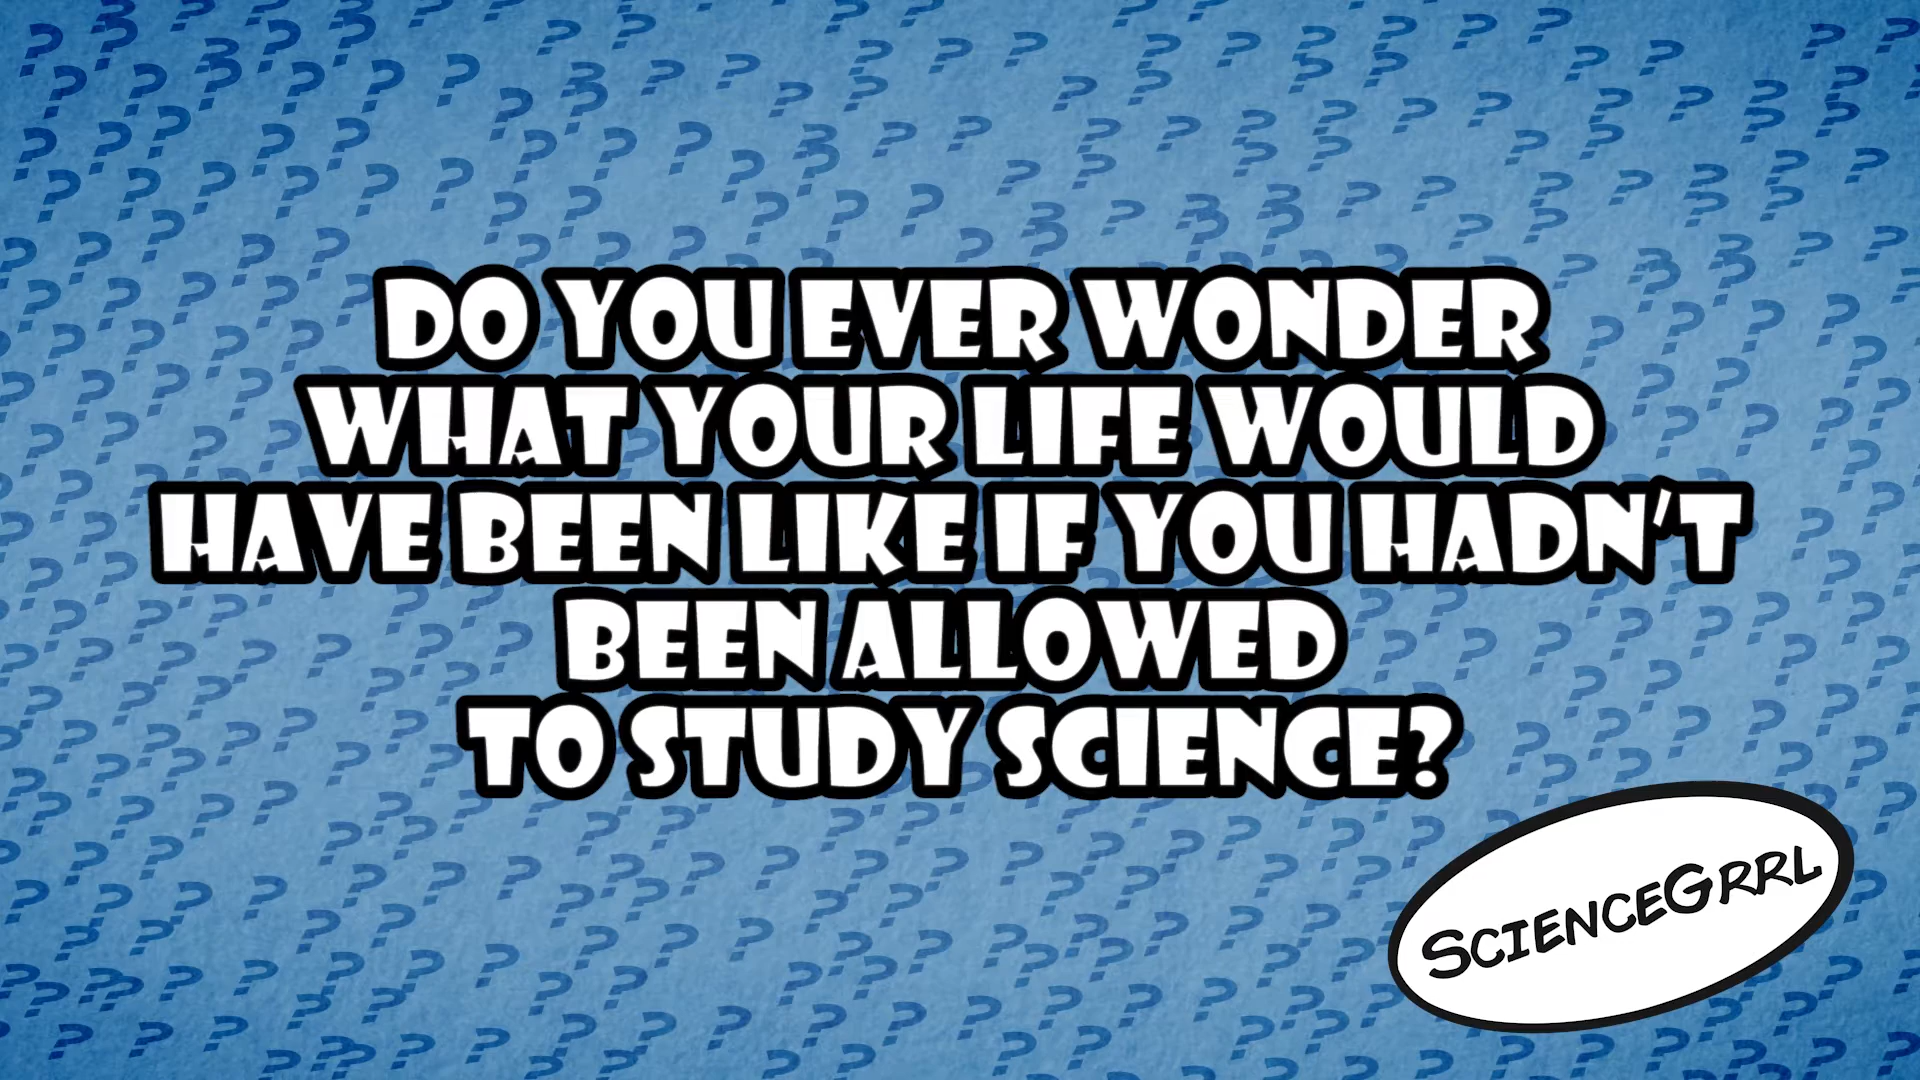 DO YOU EVER WONDER
WHAT YOUR LIFE WOULD
HAVE BEEN LIKE IF YOU HADN'T
BEEN ALLOWED
TO STUDY SCIENCE?
SCIENCEGRRL